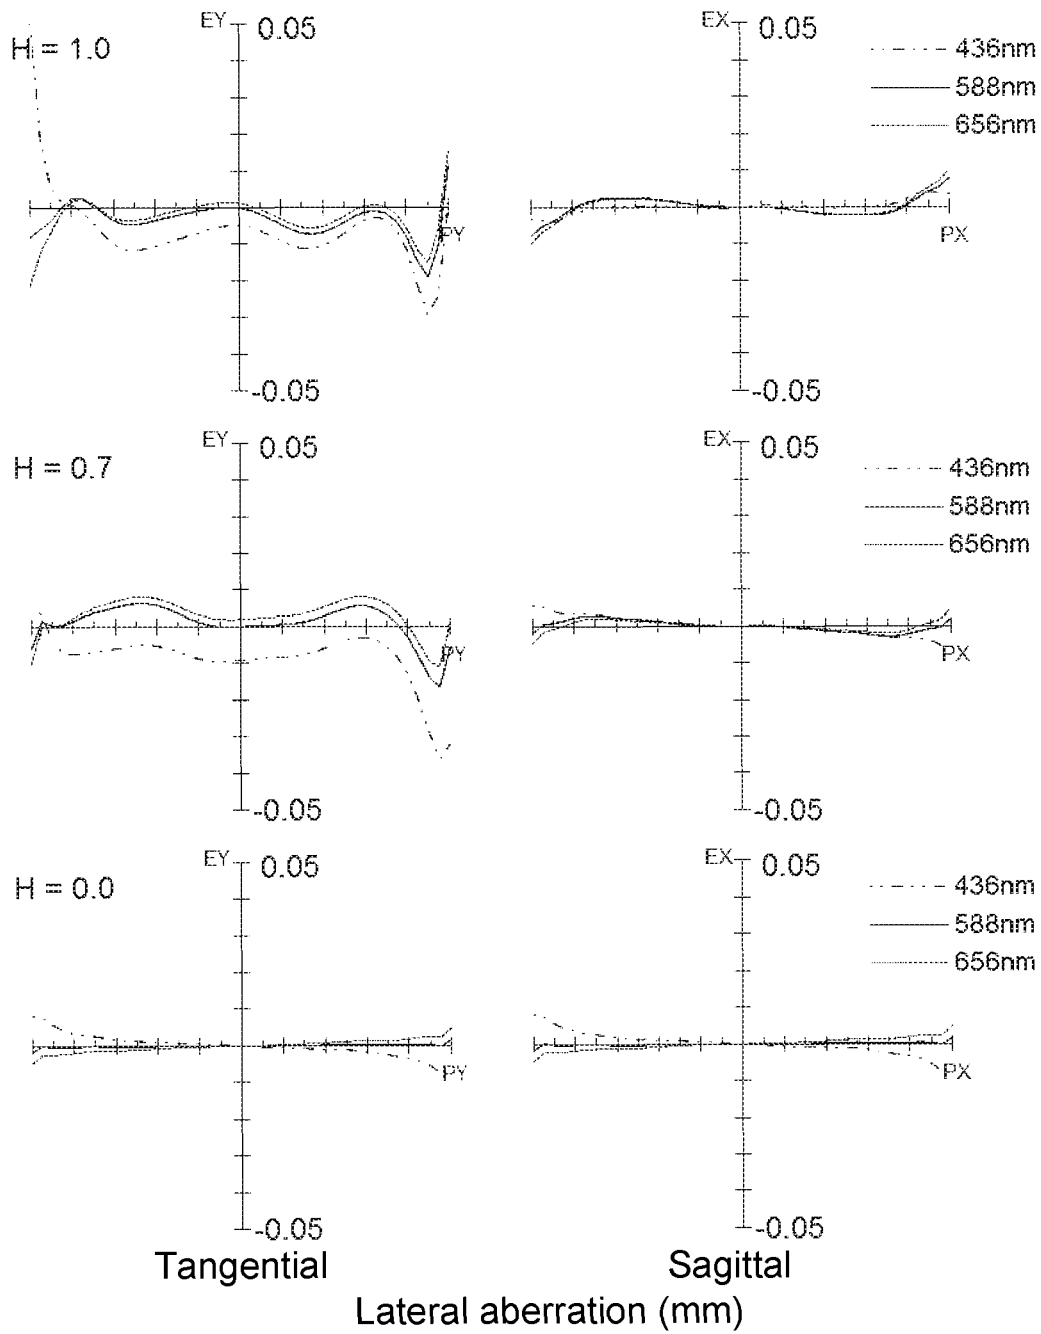 EY 0.05
EX 0.05
H = 1.0
436nm
588nm
656nm
PY
PX
-0.05
-0.05
EY 0.05
EX 0.05
H = 0.7
436nm
588nm
656nm
PY
PX
-0.05
-0.05
EY 0.05
EX 0.05
H = 0.0
436nm
588nm
656nm
PY
PX
-0.05
-0.05
Tangential
Sagittal
Lateral aberration (mm)